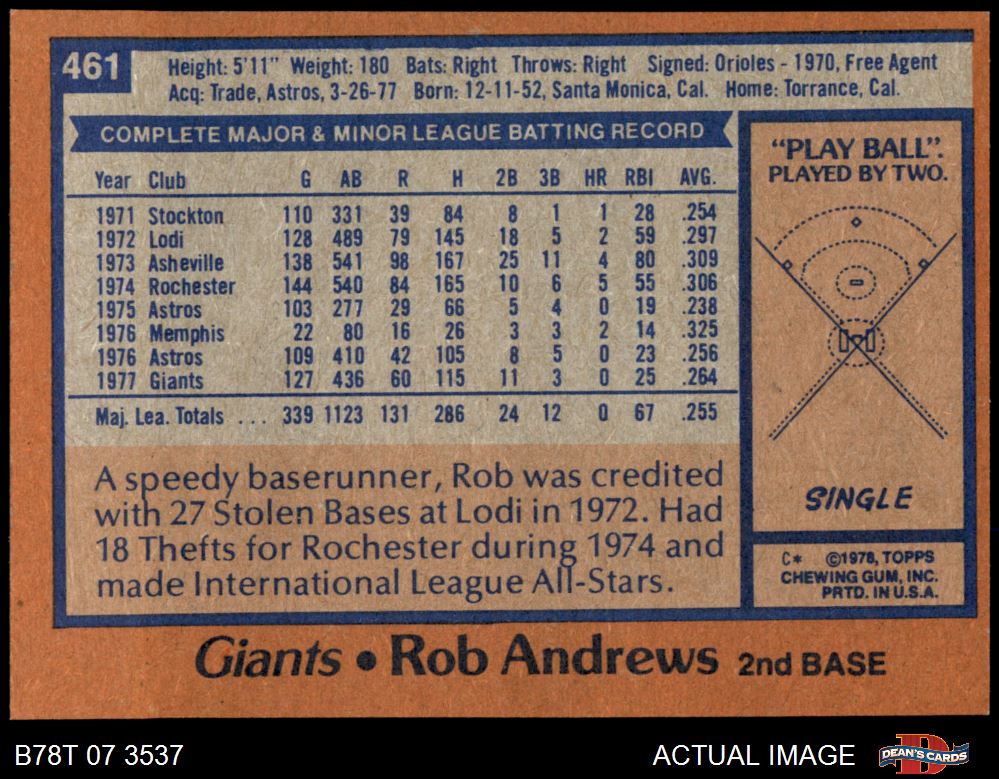 461
Height: 5'11" Weight: 180 Bats: Right Throws: Right Signed: Orioles - 1970, Free Agent
Acq: Trade, Astros, 3-26-77 Born: 12-11-52, Santa Monica, Cal. Home: Torrance, Cal.
COMPLETE MAJOR & MINOR LEAGUE BATTING RECORD
Year Club G AB R H 2B 3B HR RBI AVG.
1971 Stockton 110 331 39 84 8 1 1 28 .254
1972 Lodi 128 489 79 145 18 5 2 59 .297
1973 Asheville 138 541 98 167 25 11 4 80 .309
1974 Rochester 144 540 84 165 10 6 5 55 .306
1975 Astros 103 277 29 66 5 4 0 19 .238
1976 Memphis 22 80 16 26 3 3 2 14 .325
1976 Astros 109 410 42 105 8 5 0 23 .256
1977 Giants 127 436 60 115 11 3 0 25 .264
Maj. Lea. Totals ... 339 1123 131 286 24 12 0 67 .255
A speedy baserunner, Rob was credited
with 27 Stolen Bases at Lodi in 1972. Had
18 Thefts for Rochester during 1974 and
made International League All-Stars.
"PLAY BALL".
PLAYED BY TWO.
SINGLE
C* ©1978, TOPPS
CHEWING GUM, INC.
PRTD. IN U.S.A.
Giants • Rob Andrews 2nd BASE
B78T 07 3537 ACTUAL IMAGE D DEAN'S CARDS